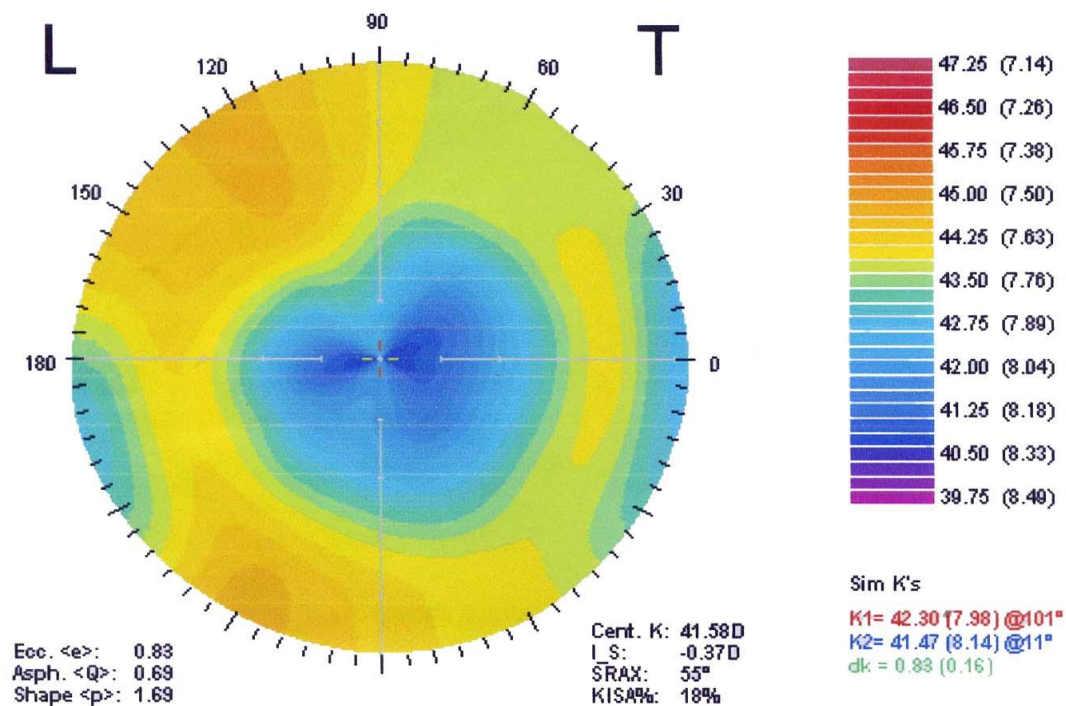 L
T
90
120
60
150
30
180
0
47.25 (7.14)
46.50 (7.26)
45.75 (7.38)
45.00 (7.50)
44.25 (7.63)
43.50 (7.76)
42.75 (7.89)
42.00 (8.04)
41.25 (8.18)
40.50 (8.33)
39.75 (8.49)
Ecc. <e>: 0.83
Asph. <Q>: 0.69
Shape <p>: 1.69
Cent. K: 41.58D
I_S: -0.37D
SRAX: 55°
KISA%: 18%
Sim K's
K1= 42.30 (7.98) @101°
K2= 41.47 (8.14) @11°
dk = 0.83 (0.16)